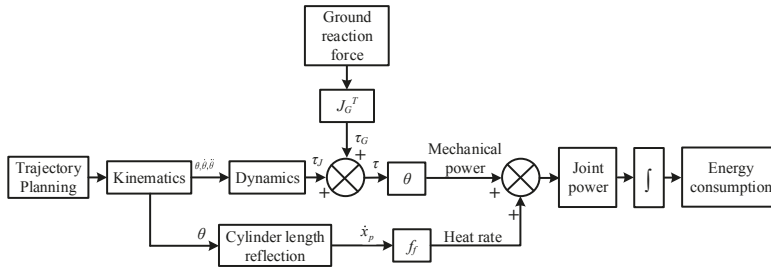 Ground
reaction
force
J_G^T
τ_G
+
Mechanical
power
τ_J
τ
Trajectory
Planning
Kinematics
θ,θ̇,θ̈
Dynamics
+
θ
+
+
Joint
power
∫
Energy
consumption
θ
Cylinder length
reflection
ẋ_p
f_f
Heat rate